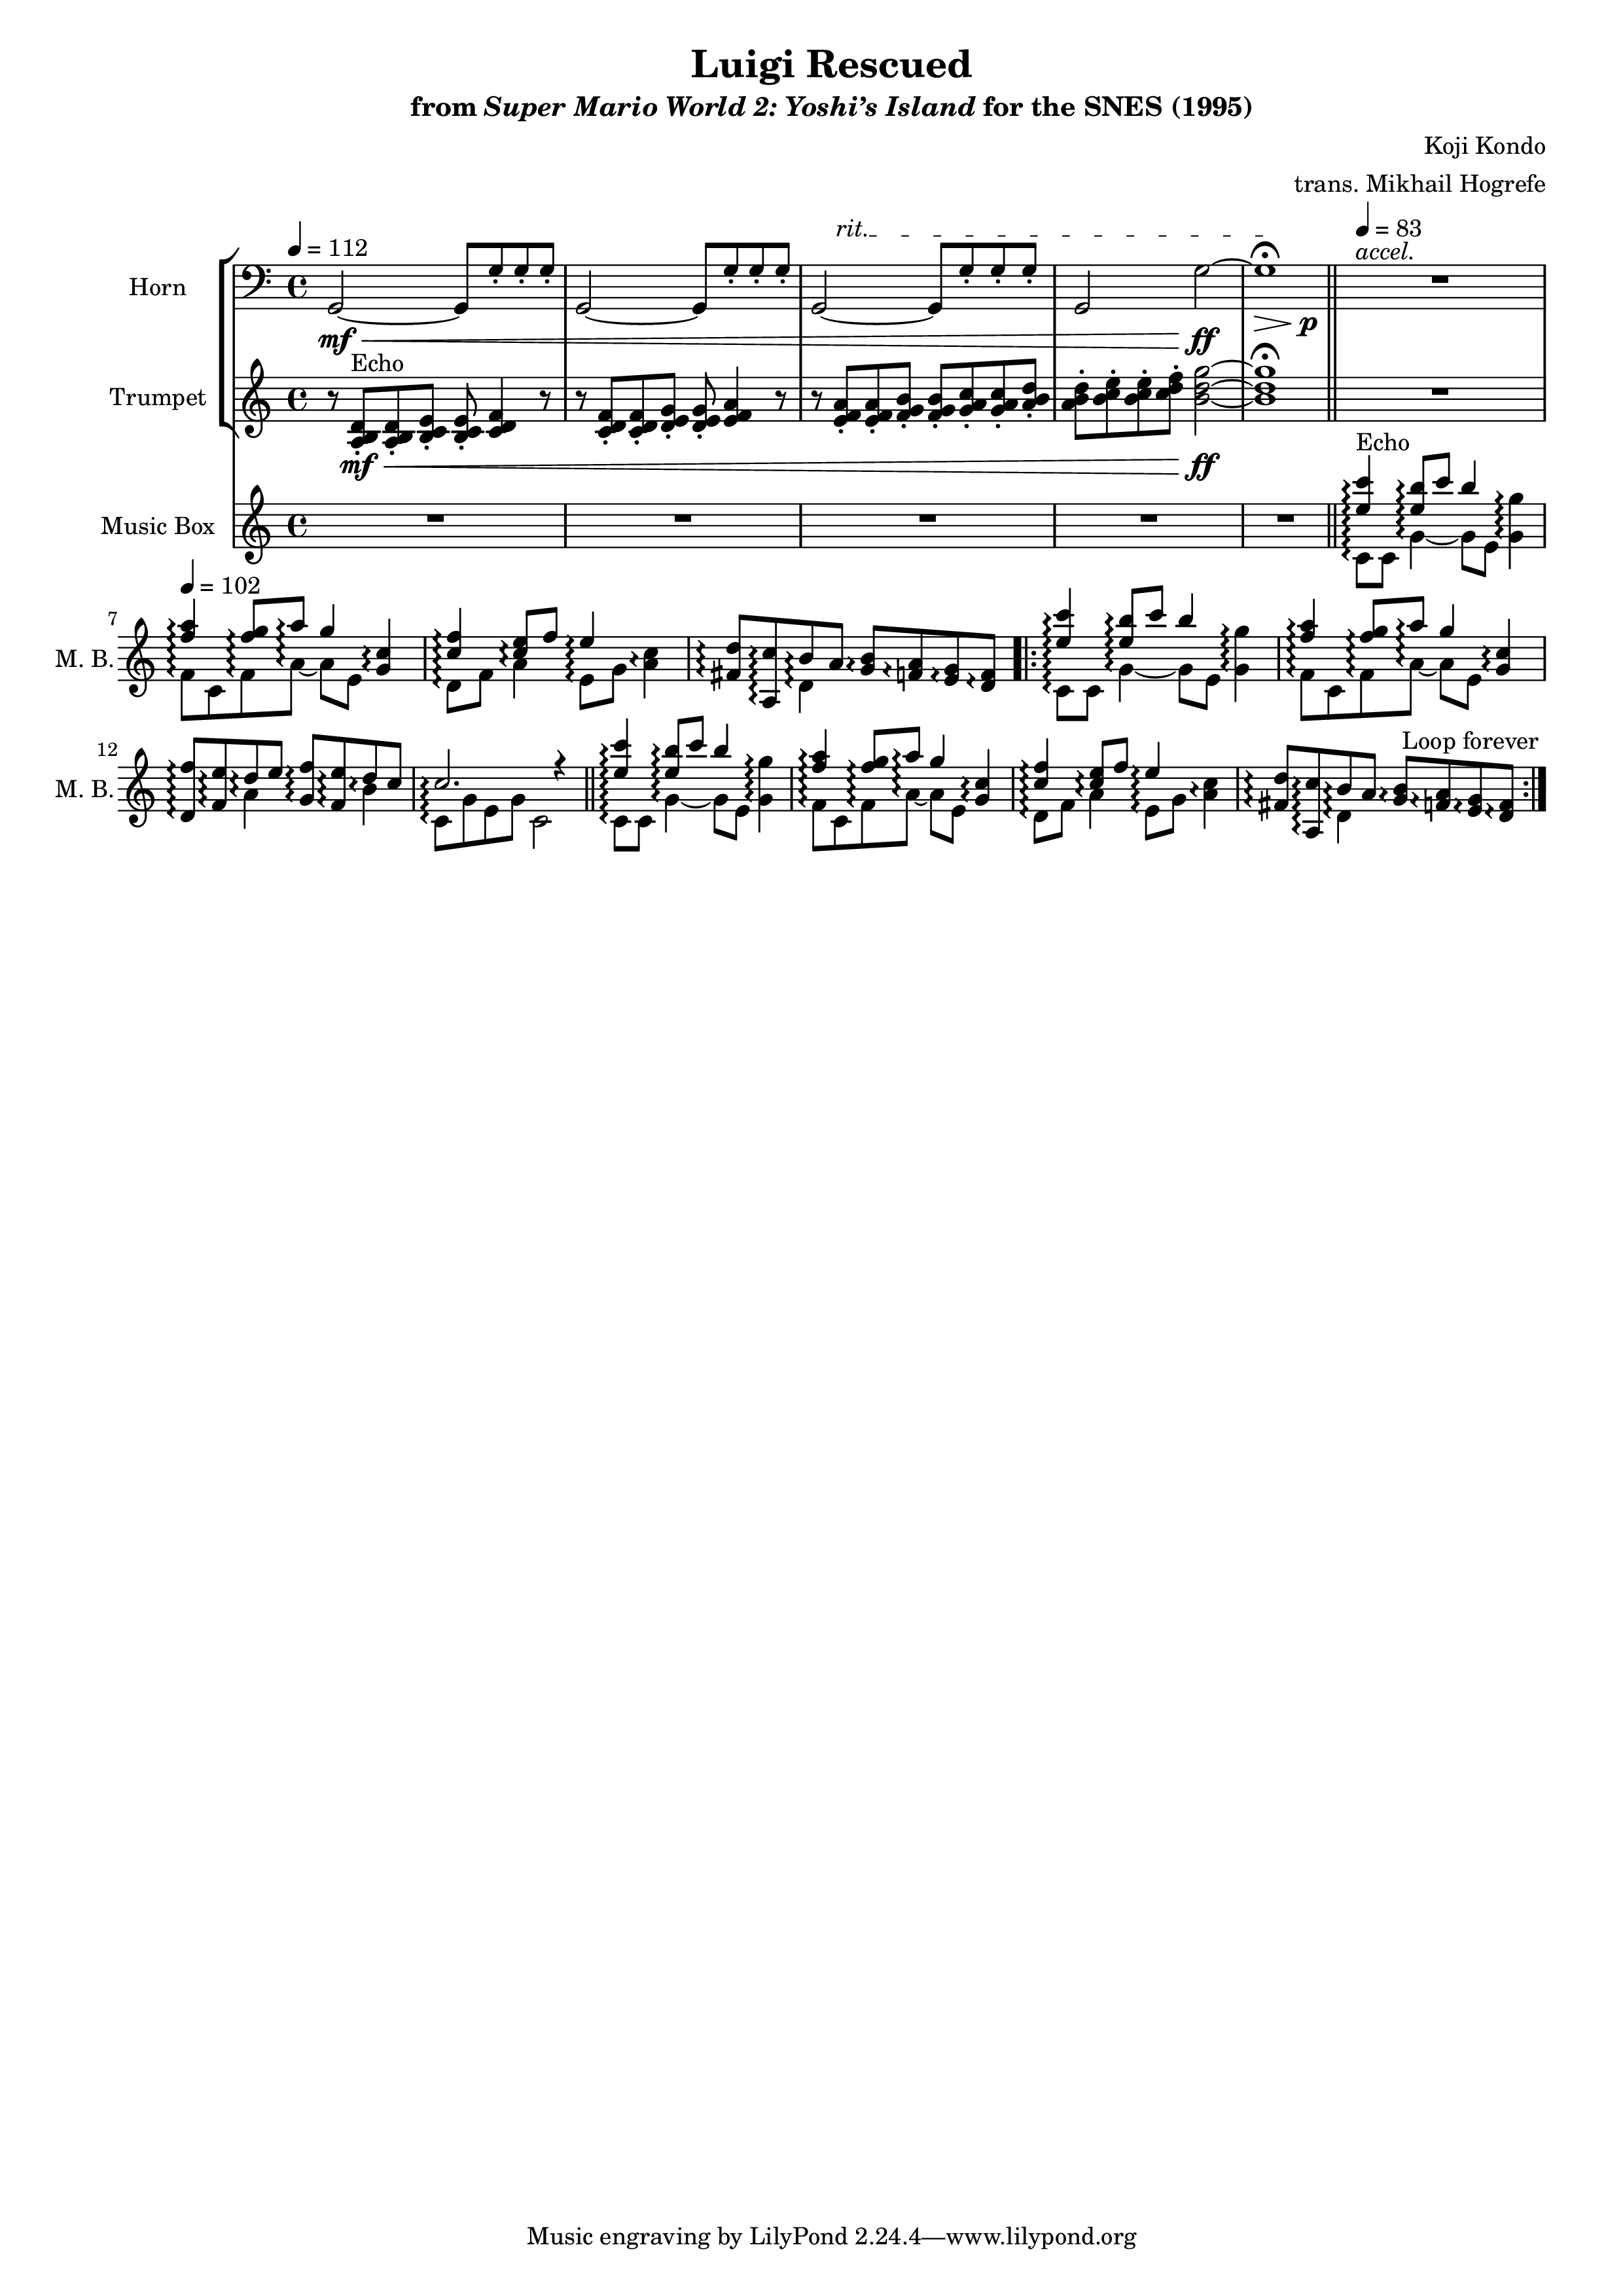 Luigi Rescued
from Super Mario World 2: Yoshi’s Island for the SNES (1995)
Koji Kondo
trans. Mikhail Hogrefe
rit.
= 83
= 112
accel.
Horn
mf
ff
p
Echo
Trumpet
mf
ff
Echo
Music Box
= 102
7
M. B.
12
Loop forever
M. B.
Music engraving by LilyPond 2.24.4—www.lilypond.org